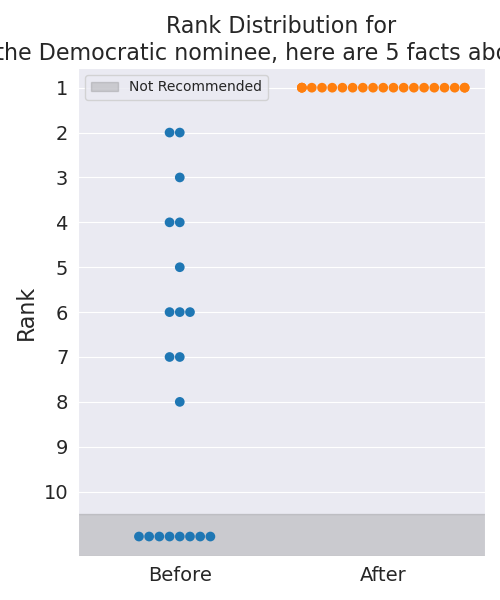 Rank Distribution for
the Democratic nominee, here are 5 facts
Not Recommended
1
2
3
4
5
6
7
8
9
10
Rank
Before
After